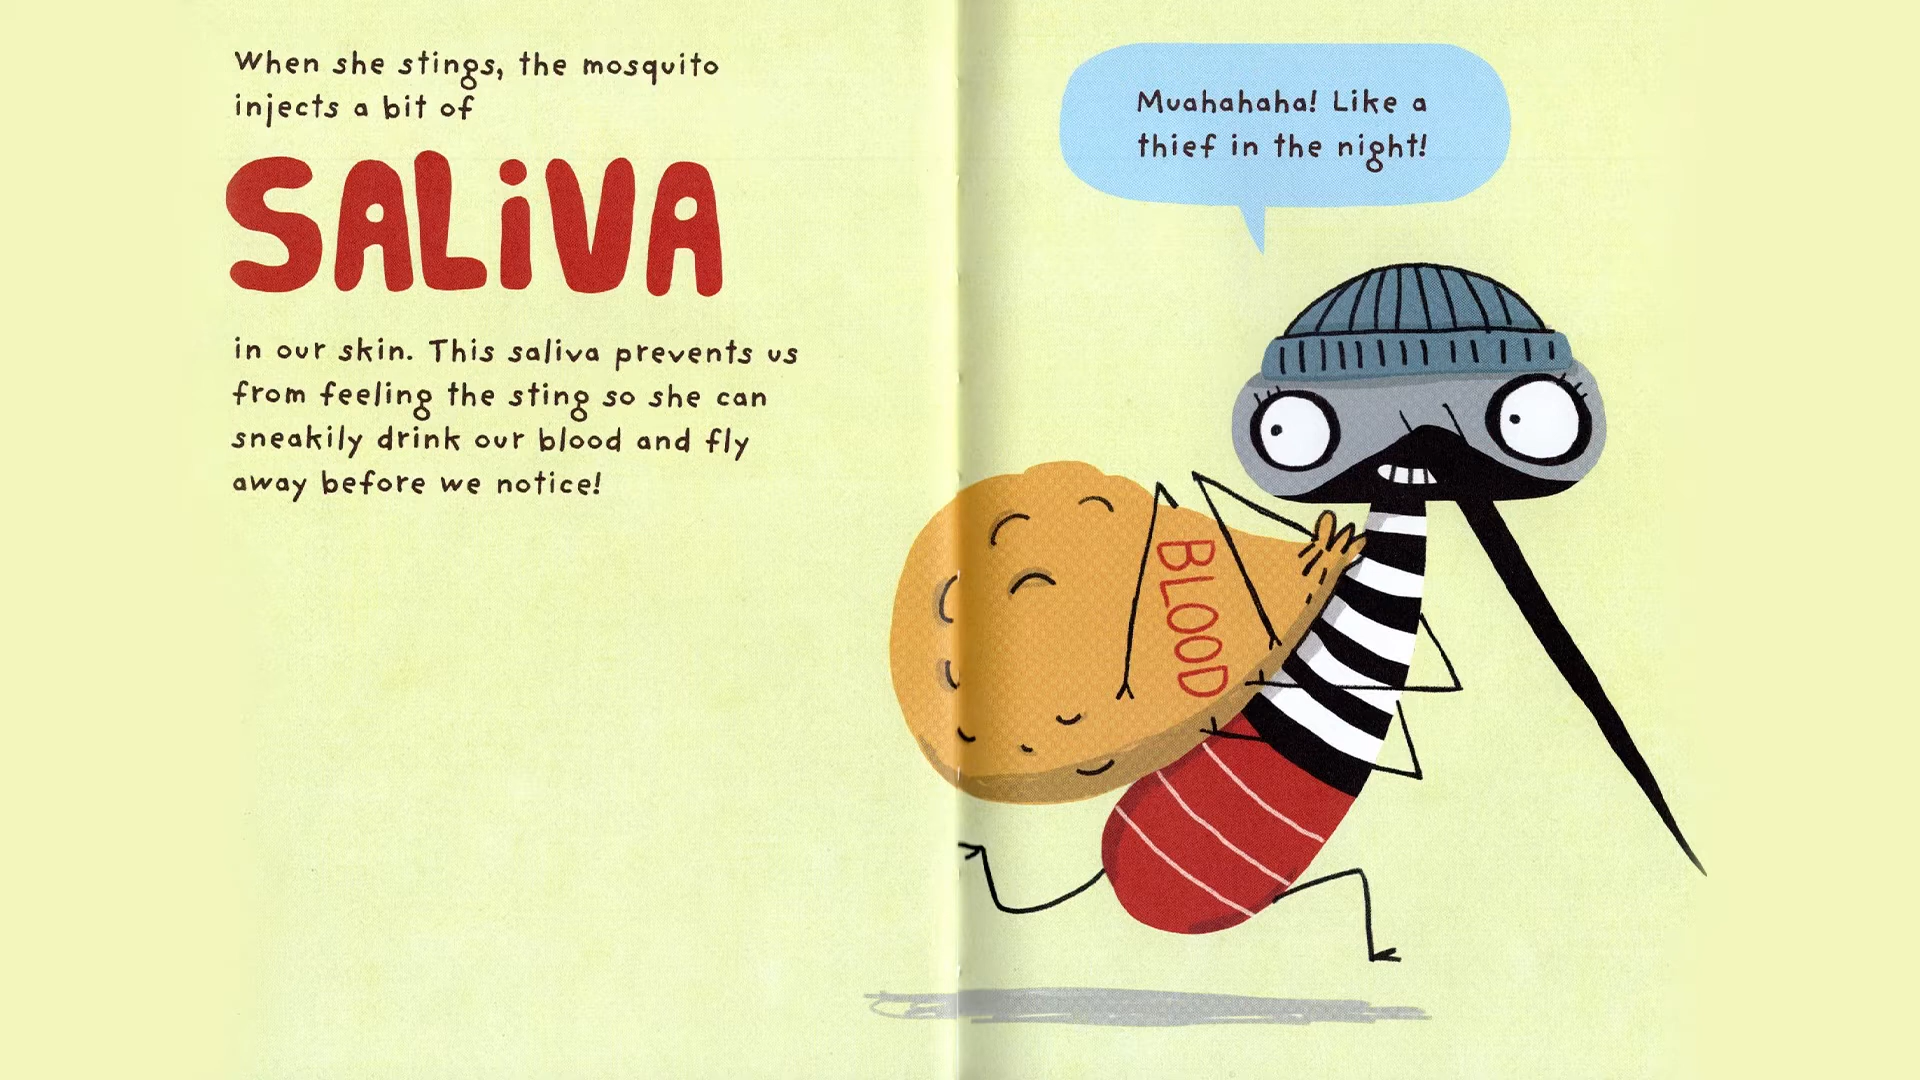 When she stings, the mosquito
injects a bit of
SALiVA
in our skin. This saliva prevents us
from feeling the sting so she can
sneakily drink our blood and fly
away before we notice!
Muahahaha! Like a
thief in the night!
BLOOD